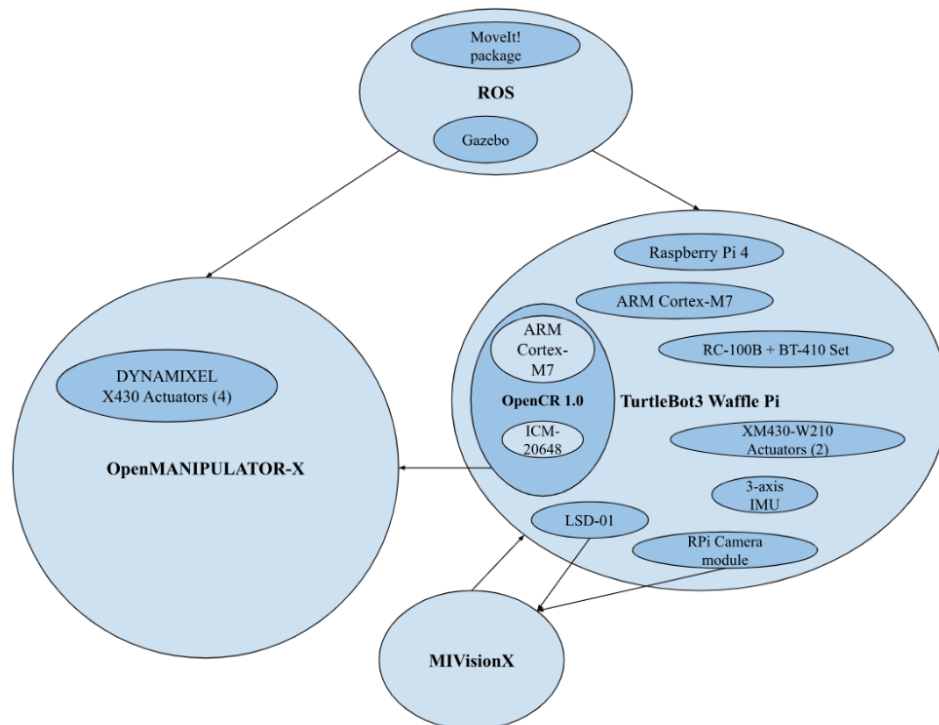 MoveIt!
package
ROS
Gazebo
Raspberry Pi 4
ARM Cortex-M7
ARM
Cortex-
M7
RC-100B + BT-410 Set
DYNAMIXEL
X430 Actuators (4)
OpenCR 1.0
TurtleBot3 Waffle Pi
ICM-
20648
XM430-W210
Actuators (2)
OpenMANIPULATOR-X
3-axis
IMU
LSD-01
RPi Camera
module
MIVisionX